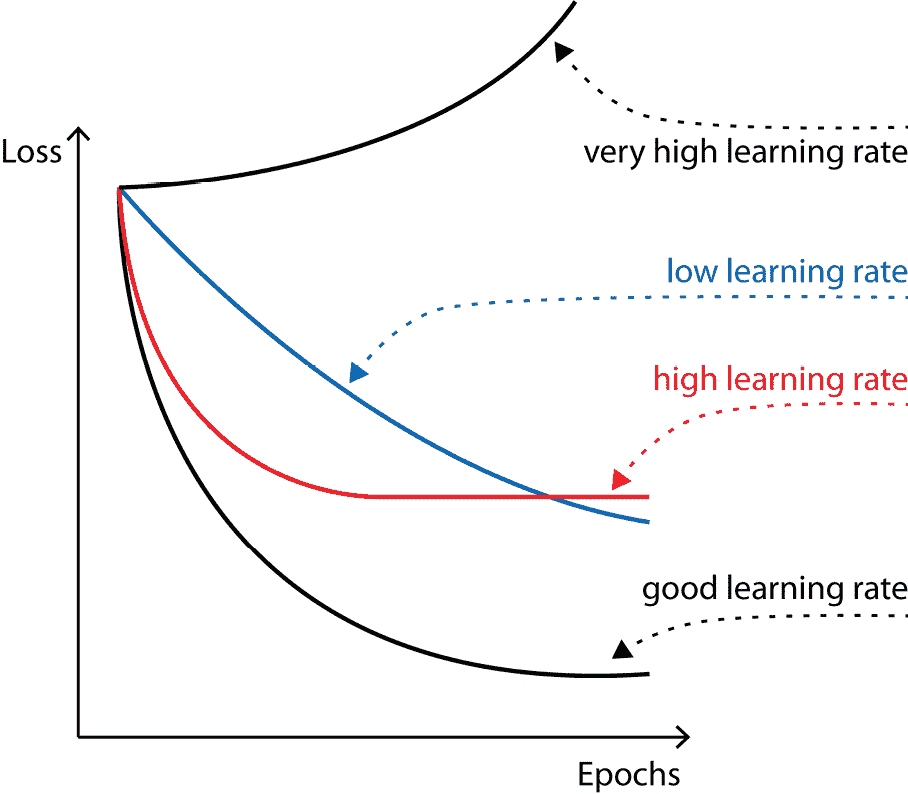 Loss
very high learning rate
low learning rate
high learning rate
good learning rate
Epochs